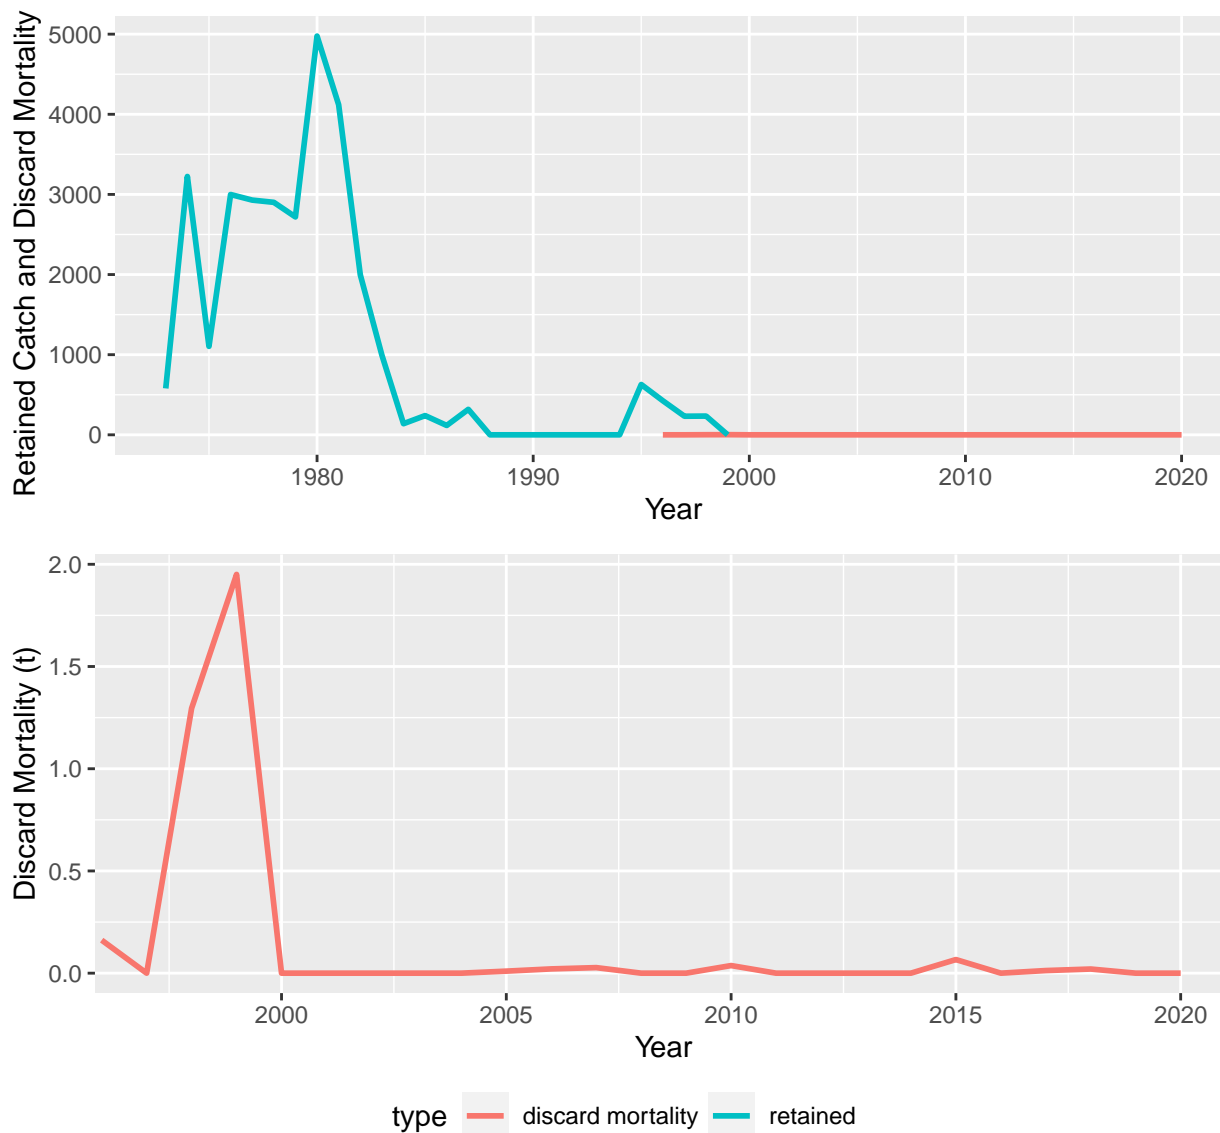 Retained Catch and Discard Mortality
5000
4000
3000
2000
1000
0
1980 1990 2000 2010 2020
Year
Discard Mortality (t)
2.0
1.5
1.0
0.5
0.0
2000 2005 2010 2015 2020
Year
type discard mortality retained